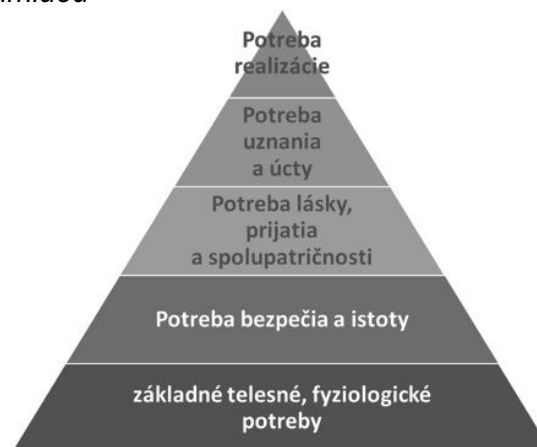 Potreba
realizácie
Potreba
uznania
a úcty
Potreba lásky,
prijatia
a spolupatričnosti
Potreba bezpečia a istoty
základné telesné, fyziologické
potreby